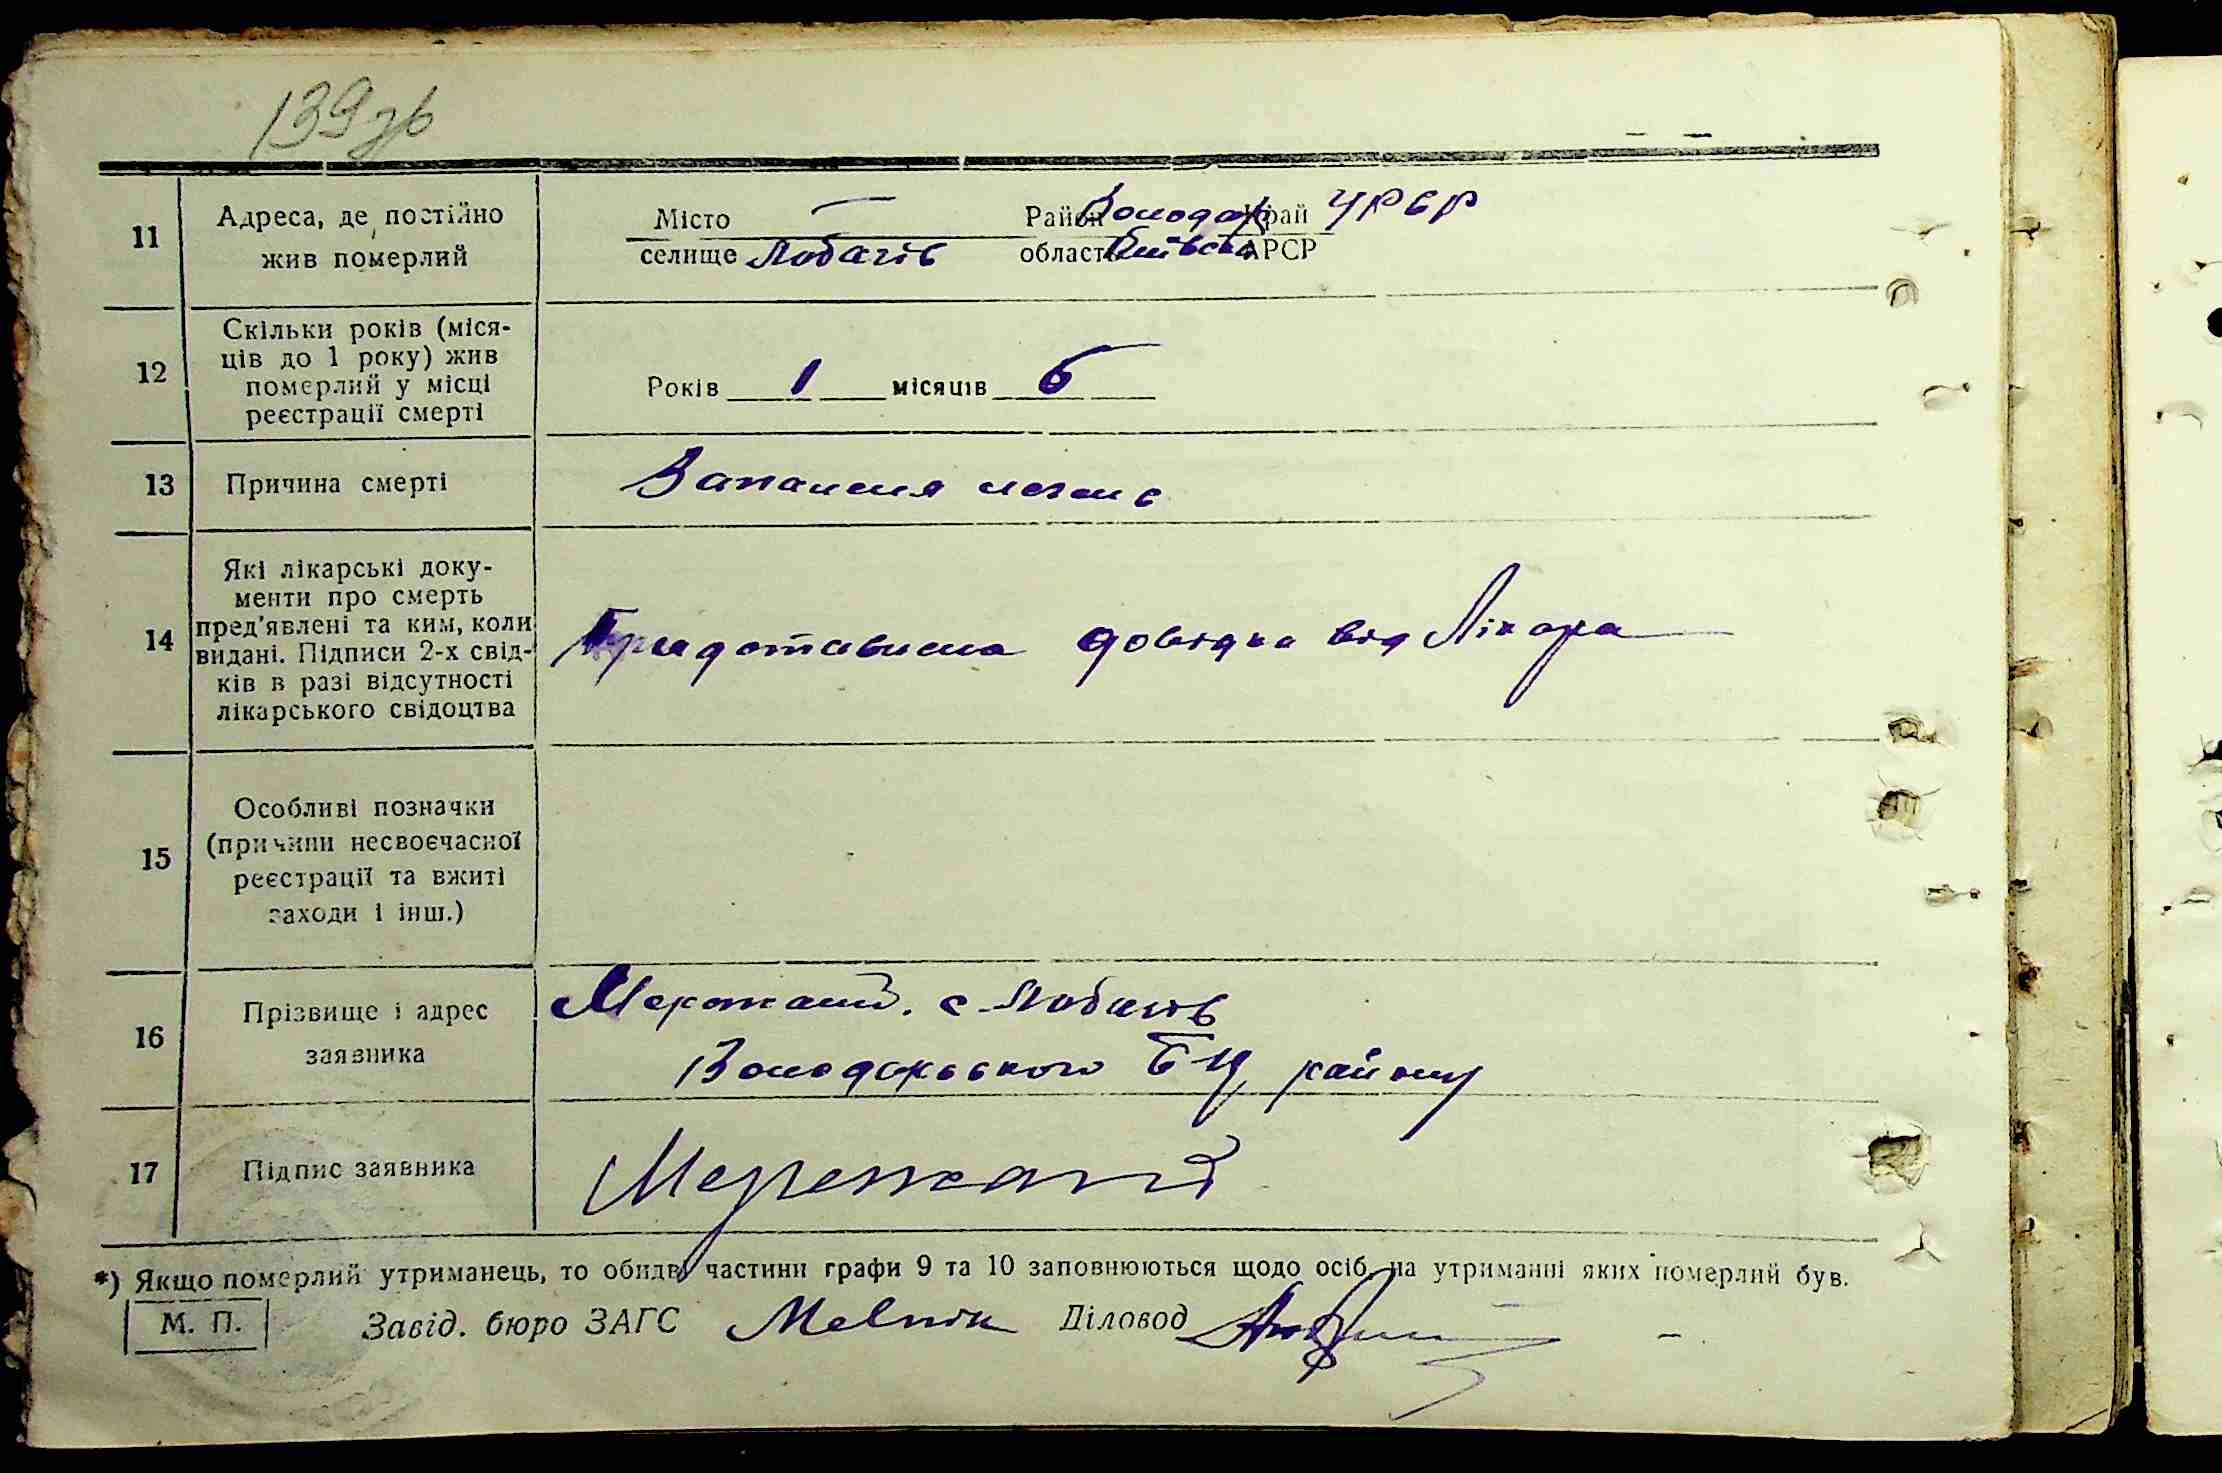 139зв
11 Адреса, де постійно жив померлий
Місто — Район Володар Край УРСР
селище Лобачів область Київська АРСР
12 Скільки років (міся-
ців до 1 року) жив
померлий у місці
реєстрації смерті
Років 1 місяців 6
13 Причина смерті Запалення легенів
14 Які лікарські доку-
менти про смерть
пред'явлені та ким, коли
видані. Підписи 2-х свід-
ків в разі відсутності
лікарського свідоцтва
довідка від Лікара
15 Особливі позначки
(причини несвоєчасної
реєстрації та вжиті
заходи і інш.)
16 Прізвище і адрес
заявника
Мережаний. с Лобачів
Володарського БЦ району
17 Підпис заявника Мережаний
*) Якщо померлий утриманець, то обидві частини графи 9 та 10 заповнюються щодо осіб, на утриманні яких померлий був.
М. П. Завід. бюро ЗАГС Меlnik Діловод